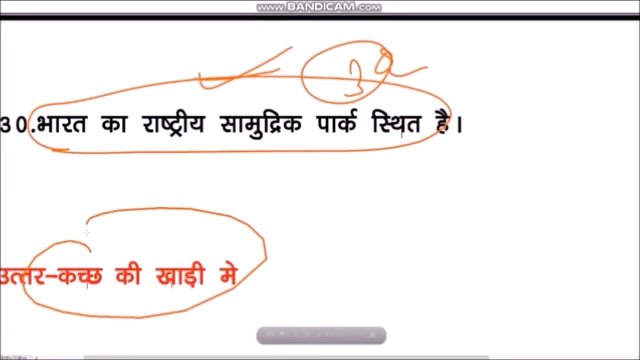 www.BANDICAM.com
30.भारत का राष्ट्रीय सामुद्रिक पार्क स्थित है।
उत्तर-कच्छ की खाड़ी मे